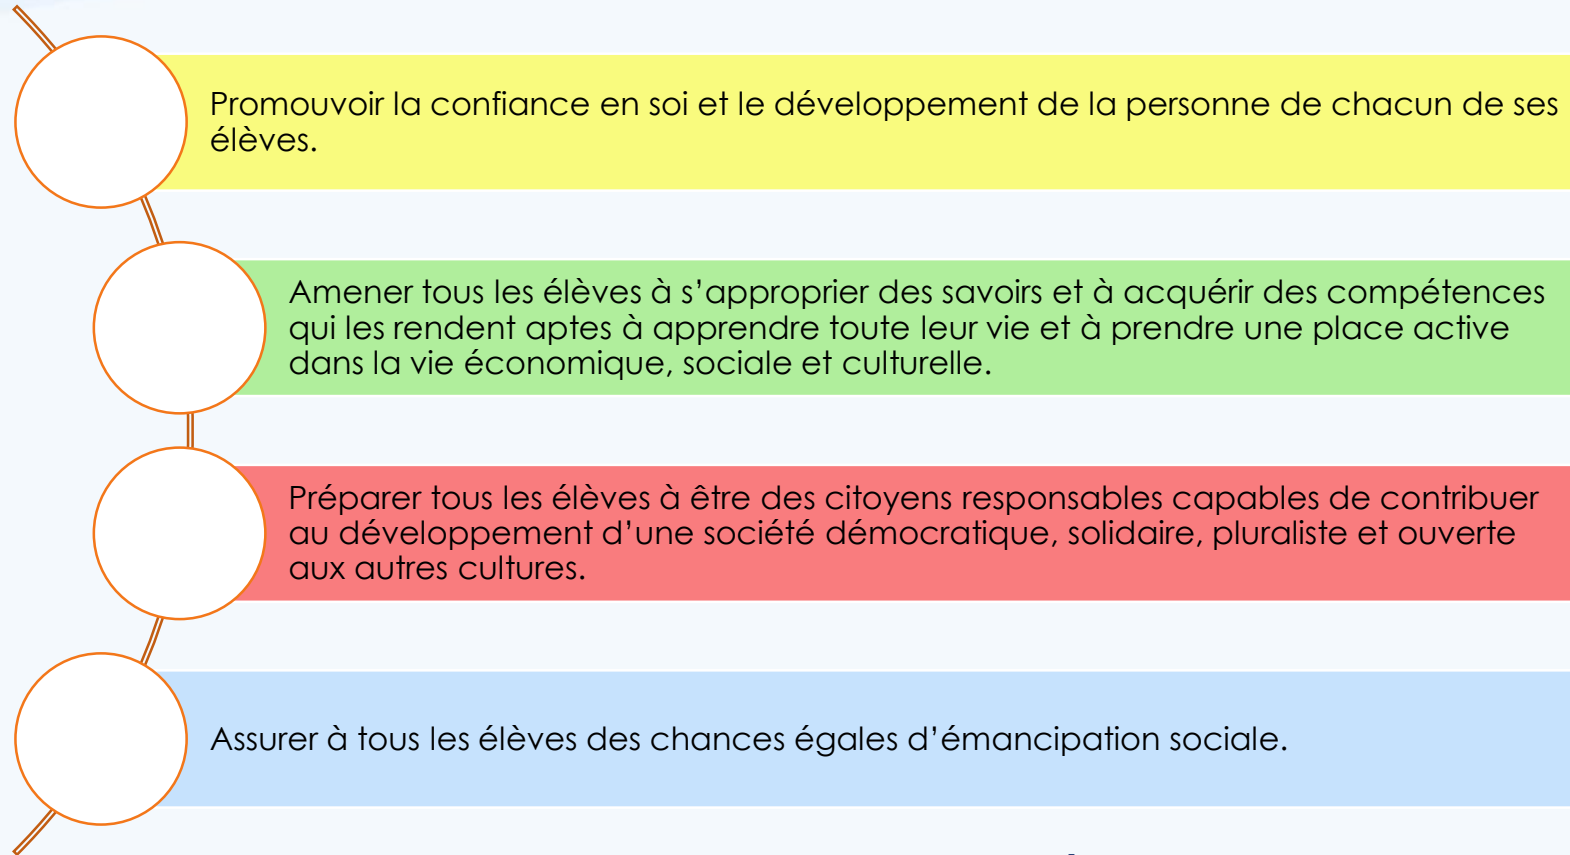 Promouvoir la confiance en soi et le développement de la personne de chacun de ses
élèves.
Amener tous les élèves à s’approprier des savoirs et à acquérir des compétences
qui les rendent aptes à apprendre toute leur vie et à prendre une place active
dans la vie économique, sociale et culturelle.
Préparer tous les élèves à être des citoyens responsables capables de contribuer
au développement d’une société démocratique, solidaire, pluraliste et ouverte
aux autres cultures.
Assurer à tous les élèves des chances égales d’émancipation sociale.